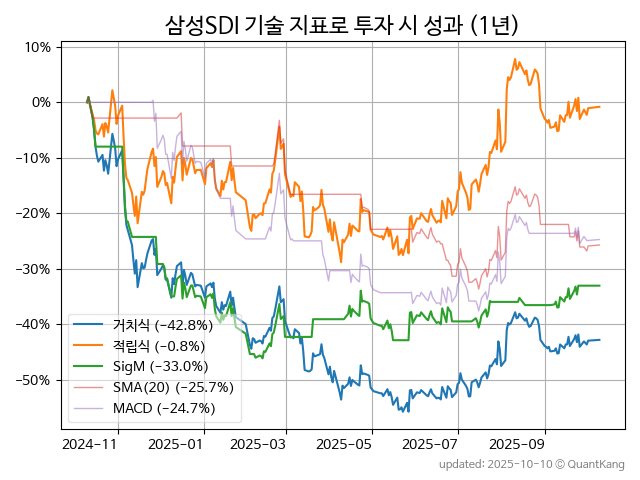 삼성SDI 기술 지표로 투자 시 성과 (1년)
10%
0%
−10%
−20%
−30%
−40%
−50%
거치식 (−42.8%)
적립식 (−0.8%)
SigM (−33.0%)
SMA(20) (−25.7%)
MACD (−24.7%)
2024−11
2025−01
2025−03
2025−05
2025−07
2025−09
updated: 2025-10-10 © QuantKang